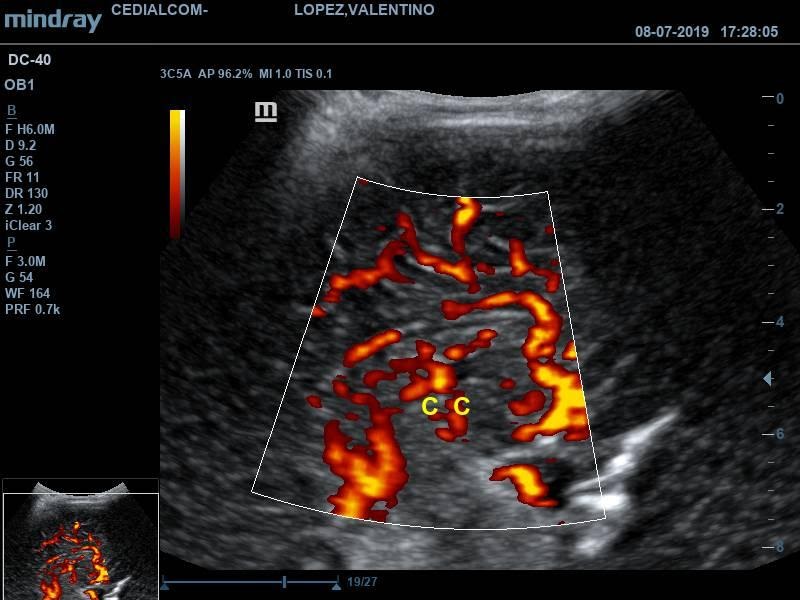 mindray CEDIALCOM- LOPEZ,VALENTINO
08-07-2019 17:28:05
DC-40
OB1
3C5A AP 96.2% MI 1.0 TIS 0.1
m
B
F H6.0M
D 9.2
G 56
FR 11
DR 130
Z 1.20
iClear 3
P
F 3.0M
G 54
WF 164
PRF 0.7k
0
2
4
6
8
C C
19/27